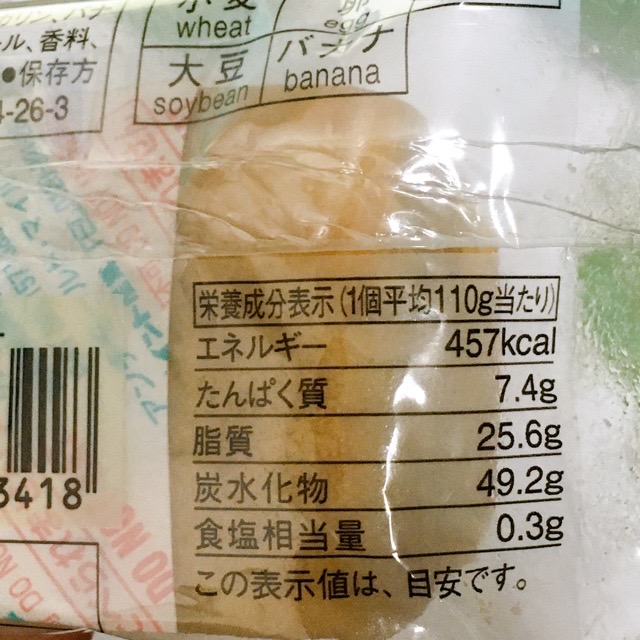 ール、香料、
●保存方
4-26-3
小麦
wheat
卵
egg
大豆
soybean
バナナ
banana
栄養成分表示(1個平均110g当たり)
エネルギー 457kcal
たんぱく質 7.4g
脂質 25.6g
炭水化物 49.2g
食塩相当量 0.3g
この表示値は、目安です。
3418